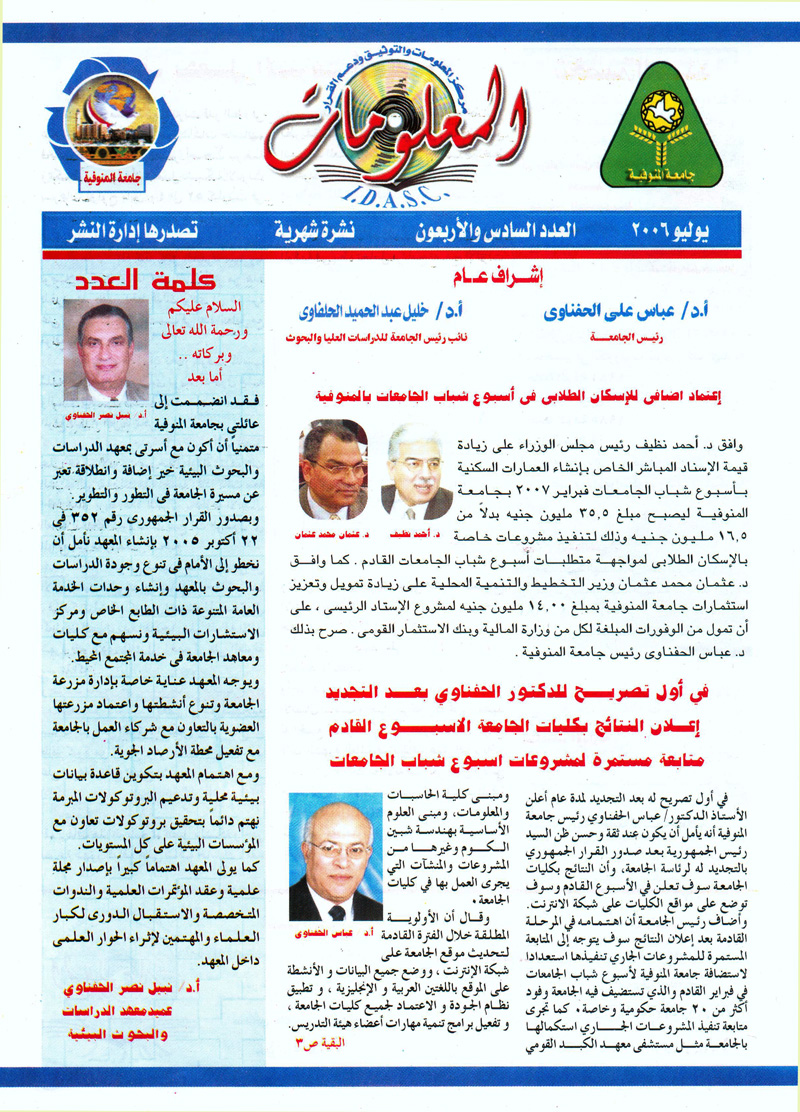 مركز المعلومات والتوثيق ودعم القرار
المعلومات
I.D.A.S.C.
جامعة المنوفية
جامعة المنوفية
يوليو ٢٠٠٦
العدد السادس والأربعون
نشرة شهرية
تصدرها إدارة النشر
إشراف عام
أ.د/ عباس على الحفناوى
رئيس الجامعـــة
أ.د/ خليل عبد الحميد الحلفاوى
نائب رئيس الجامعة للدراسات العليا والبحوث
إعتماد اضافى للإسكان الطلابى فى أسبوع شباب الجامعات بالمنوفية
وافق د. أحمد نظيف رئيس مجلس الوزراء على زيادة
قيمة الإسناد المباشر الخاص بإنشاء العمارات السكنية
بأسبوع شباب الجامعات فبراير ٢٠٠٧ بجامعة
المنوفية ليصبح مبلغ ٣٥,٥ مليون جنيه بدلاً من
١٦,٥ مليون جنيه وذلك لتنفيذ مشروعات خاصة
بالإسكان الطلابى لمواجهة متطلبات أسبوع شباب الجامعات القادم . كما وافق
د. عثمان محمد عثمان وزير التخطيط والتنمية المحلية على زيادة تمويل وتعزيز
استثمارات جامعة المنوفية بمبلغ ١٤,٠٠ مليون جنيه لمشروع الإستاد الرئيسى ، على
أن تمول من الوفورات المبلغة لكل من وزارة المالية وبنك الاستثمار القومى . صرح بذلك
د. عباس الحفناوى رئيس جامعة المنوفية .
د. أحمد نظيف
د. عثمان محمد عثمان
في أول تصريح للدكتور الحفناوي بعد التجديد
إعلان النتائج بكليات الجامعة الاسبوع القادم
متابعة مستمرة لمشروعات اسبوع شباب الجامعات
في أول تصريح له بعد التجديد لمدة عام أعلن
الأستاذ الدكتور/ عباس الحفناوي رئيس جامعة
المنوفية أنه يأمل أن يكون عند ثقة وحسن ظن السيد
رئيس الجمهورية بعد صدور القرار الجمهوري
بالتجديد له لرئاسة الجامعة، وأن النتائج بكليات
الجامعة سوف تعلن في الأسبوع القادم وسوف
توضع على مواقع الكليات على شبكة الانترنت.
وأضاف رئيس الجامعة أن اهتمامه في المرحلة
القادمة بعد إعلان النتائج سوف يتوجه إلى المتابعة
المستمرة للمشروعات الجاري تنفيذها استعدادا
لاستضافة جامعة المنوفية لأسبوع شباب الجامعات
في فبراير القادم والذي تستضيف فيه الجامعة وفود
أكثر من ٢٠ جامعة حكومية وخاصة، كما تجرى
متابعة تنفيذ المشروعات الجاري استكمالها
بالجامعة مثل مستشفى معهد الكبد القومي
ومبنى كلية الحاسبات
والمعلومات، ومبنى العلوم
الأساسية بهندسة شبين
الكوم وغيرها من
المشروعات والمنشآت التي
يجرى العمل بها في كليات
الجامعة.
وقال أن الأولوية
المطلقة خلال الفترة القادمة
لتحديث موقع الجامعة على
شبكة الإنترنت ، ووضع جميع البيانات و الأنشطة
على الموقع باللغتين العربية و الإنجليزية ، و تطبيق
نظام الجودة و الاعتماد لجميع كليات الجامعة ،
و تفعيل برامج تنمية مهارات أعضاء هيئة التدريس.
البقية ص٣
أ.د. عباس الحفناوى
كلمة العدد
السلام عليكم
ورحمة الله تعالى
وبركاته ..
أما بعد
أ.د/ نبيل نصر الحفناوى
فقد انضممت إلى
عائلتي بجامعة المنوفية
متمنياً أن أكون مع أسرتى بمعهد الدراسات
والبحوث البيئية خير إضافة وانطلاقة تعبر
عن مسيرة الجامعة فى التطور والتطوير.
وبصدور القرار الجمهورى رقم ٣٥٢ فى
٢٢ أكتوبر ٢٠٠٥ بإنشاء المعهد نأمل أن
نخطو إلى الأمام فى تنوع وجودة الدراسات
والبحوث بالمعهد وإنشاء وحدات الخدمة
العامة المتنوعة ذات الطابع الخاص ومركز
الاستشارات البيئية ونسهم مع كليات
ومعاهد الجامعة فى خدمة المجتمع المحيط.
ويوجه المعهد عناية خاصة بإدارة مزرعة
الجامعة وتنوع أنشطتها واعتماد مزرعتها
العضوية بالتعاون مع شركاء العمل بالجامعة
مع تفعيل محطة الأرصاد الجوية.
ومع اهتمام المعهد بتكوين قاعدة بيانات
بيئية محلية وتدعيم البروتوكولات المبرمة
نهتم دائماً بتحقيق بروتوكولات تعاون مع
المؤسسات البيئية على كل المستويات.
كما يولى المعهد اهتماماً كبيراً بإصدار مجلة
علمية وعقد المؤتمرات العلمية والندوات
المتخصصة والاستقبال الدورى لكبار
العلماء والمهتمين لإثراء الحوار العلمى
داخل المعهد.
أ.د/ نبيل نصر الحفناوي
عميد معهد الدراسات
والبحوث البيئية